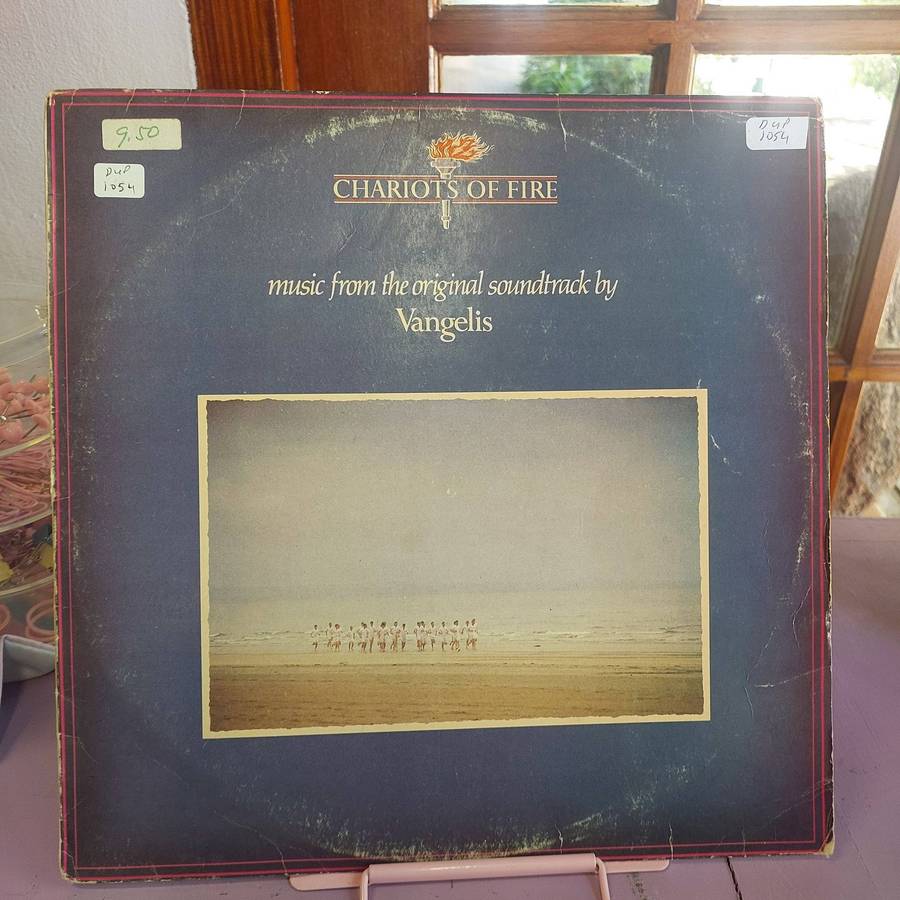 9.50
DUP
1054
DUP
1054
CHARIOTS OF FIRE
music from the original soundtrack by
Vangelis